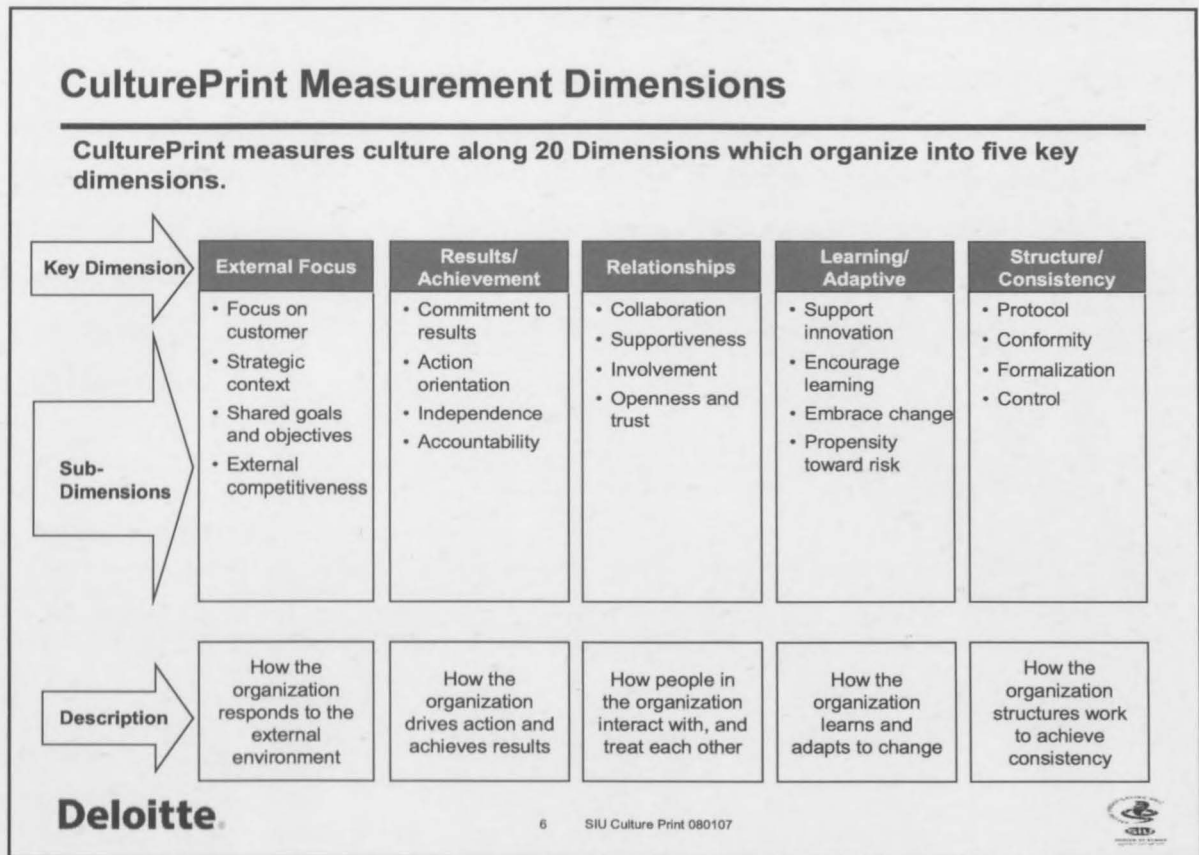 CulturePrint Measurement Dimensions
CulturePrint measures culture along 20 Dimensions which organize into five key
dimensions.
Key Dimension
External Focus
Results/
Achievement
Relationships
Learning/
Adaptive
Structure/
Consistency
Sub-
Dimensions
• Focus on
customer
• Strategic
context
• Shared goals
and objectives
• External
competitiveness
• Commitment to
results
• Action
orientation
• Independence
• Accountability
• Collaboration
• Supportiveness
• Involvement
• Openness and
trust
• Support
innovation
• Encourage
learning
• Embrace change
• Propensity
toward risk
• Protocol
• Conformity
• Formalization
• Control
Description
How the
organization
responds to the
external
environment
How the
organization
drives action and
achieves results
How people in
the organization
interact with, and
treat each other
How the
organization
learns and
adapts to change
How the
organization
structures work
to achieve
consistency
Deloitte.
6 SIU Culture Print 080107
SIU